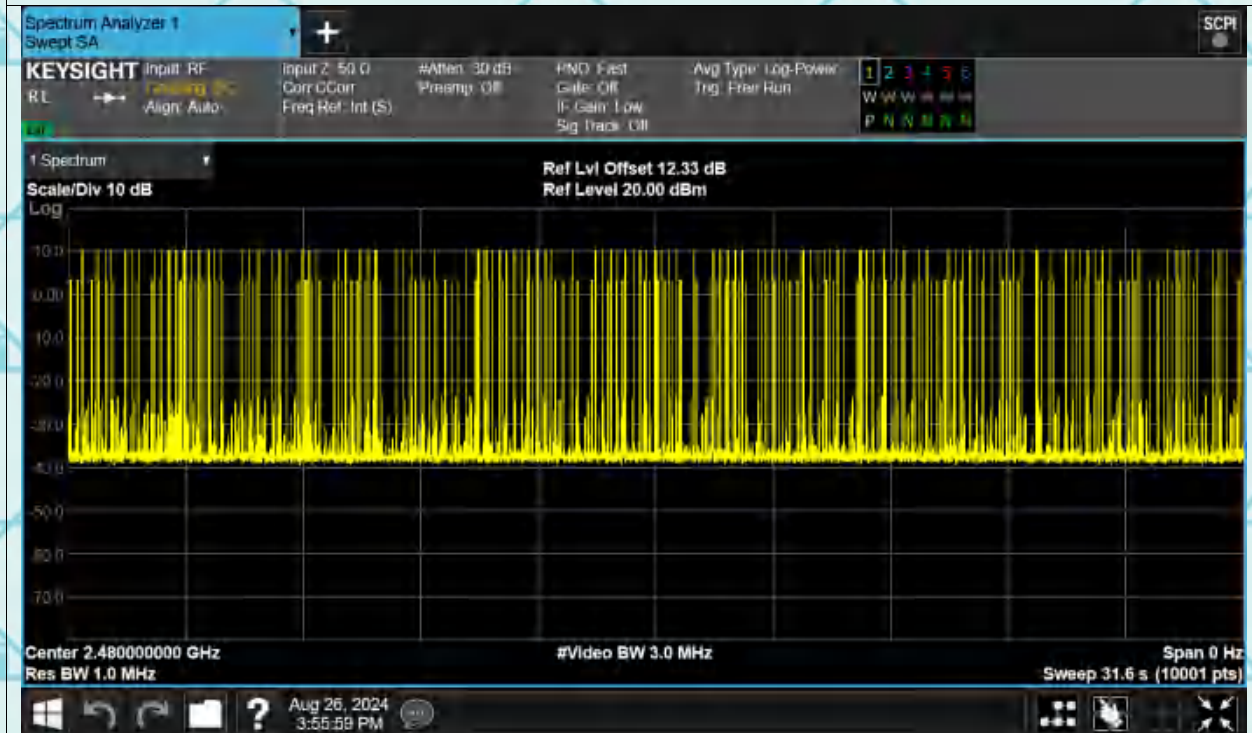 Spectrum Analyzer 1
Swept SA
+
SCPI
KEYSIGHT
RL
Input: RF
Coupling: DC
Align: Auto
Input Z: 50 Ω
Corr CCorr
Freq Ref: Int (S)
#Atten: 30 dB
Preamp: Off
PNO: Fast
Gate: Off
IF Gain: Low
Sig Track: Off
Avg Type: Log-Power
Trig: Free Run
1 2 3 4 5 6
W W W W W W
P N N N N N
1 Spectrum
Scale/Div 10 dB
Log
Ref Lvl Offset 12.33 dB
Ref Level 20.00 dBm
10.0
0.00
-10.0
-20.0
-30.0
-40.0
-50.0
-60.0
-70.0
Center 2.480000000 GHz
Res BW 1.0 MHz
#Video BW 3.0 MHz
Span 0 Hz
Sweep 31.6 s (10001 pts)
?
Aug 26, 2024
3:55:59 PM